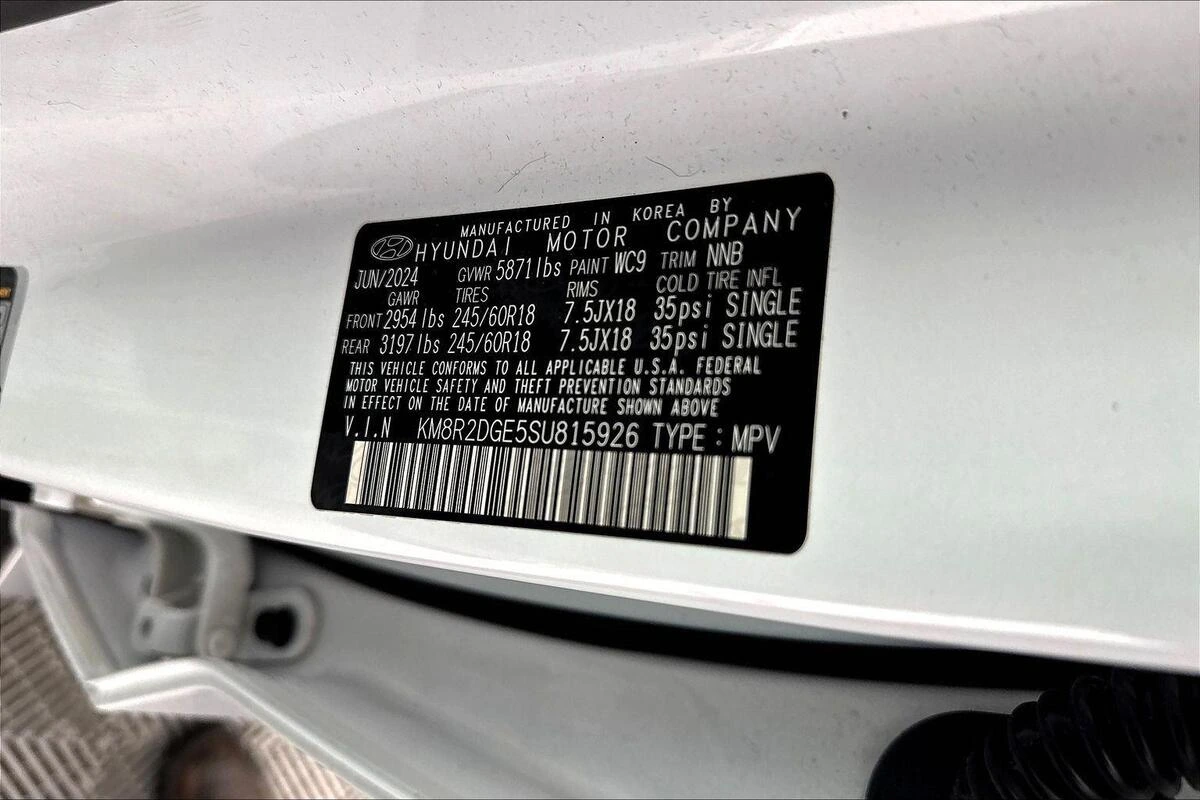 MANUFACTURED IN KOREA BY
HYUNDAI MOTOR COMPANY
JUN/2024 GVWR 5871lbs PAINT WC9 TRIM NNB
GAWR TIRES RIMS COLD TIRE INFL
FRONT 2954lbs 245/60R18 7.5JX18 35psi SINGLE
REAR 3197lbs 245/60R18 7.5JX18 35psi SINGLE
THIS VEHICLE CONFORMS TO ALL APPLICABLE U.S.A. FEDERAL
MOTOR VEHICLE SAFETY AND THEFT PREVENTION STANDARDS
IN EFFECT ON THE DATE OF MANUFACTURE SHOWN ABOVE
V.I.N KM8R2DGE5SU815926 TYPE : MPV